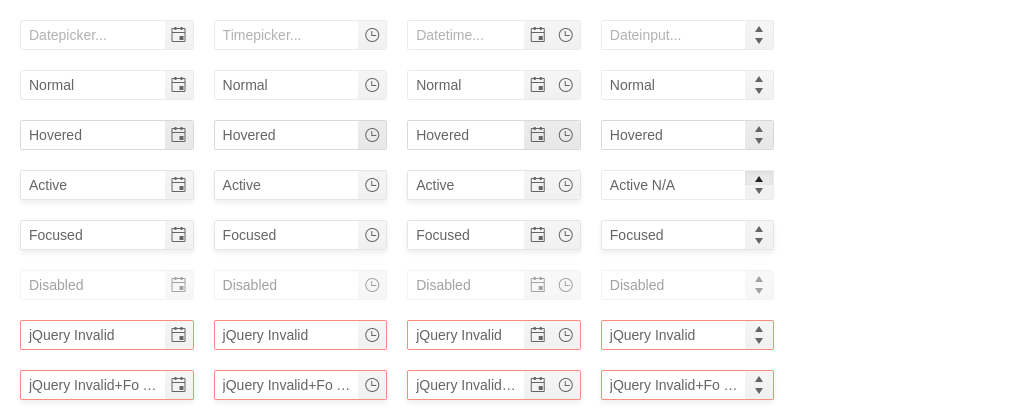 Datepicker... Timepicker... Datetime... Dateinput...
Normal Normal Normal Normal
Hovered Hovered Hovered Hovered
Active Active Active Active N/A
Focused Focused Focused Focused
Disabled Disabled Disabled Disabled
jQuery Invalid jQuery Invalid jQuery Invalid jQuery Invalid
jQuery Invalid+Fo ... jQuery Invalid+Fo ... jQuery Invalid... jQuery Invalid+Fo ...